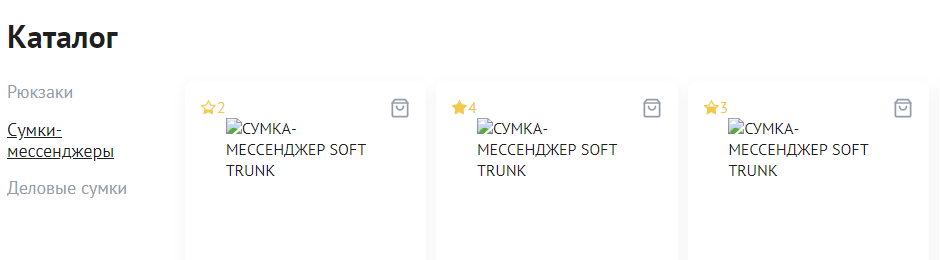 Каталог
Рюкзаки
Сумки-
мессенджеры
Деловые сумки
2
СУМКА-
МЕССЕНДЖЕР SOFT
TRUNK
4
СУМКА-
МЕССЕНДЖЕР SOFT
TRUNK
3
СУМКА-
МЕССЕНДЖЕР SOFT
TRUNK